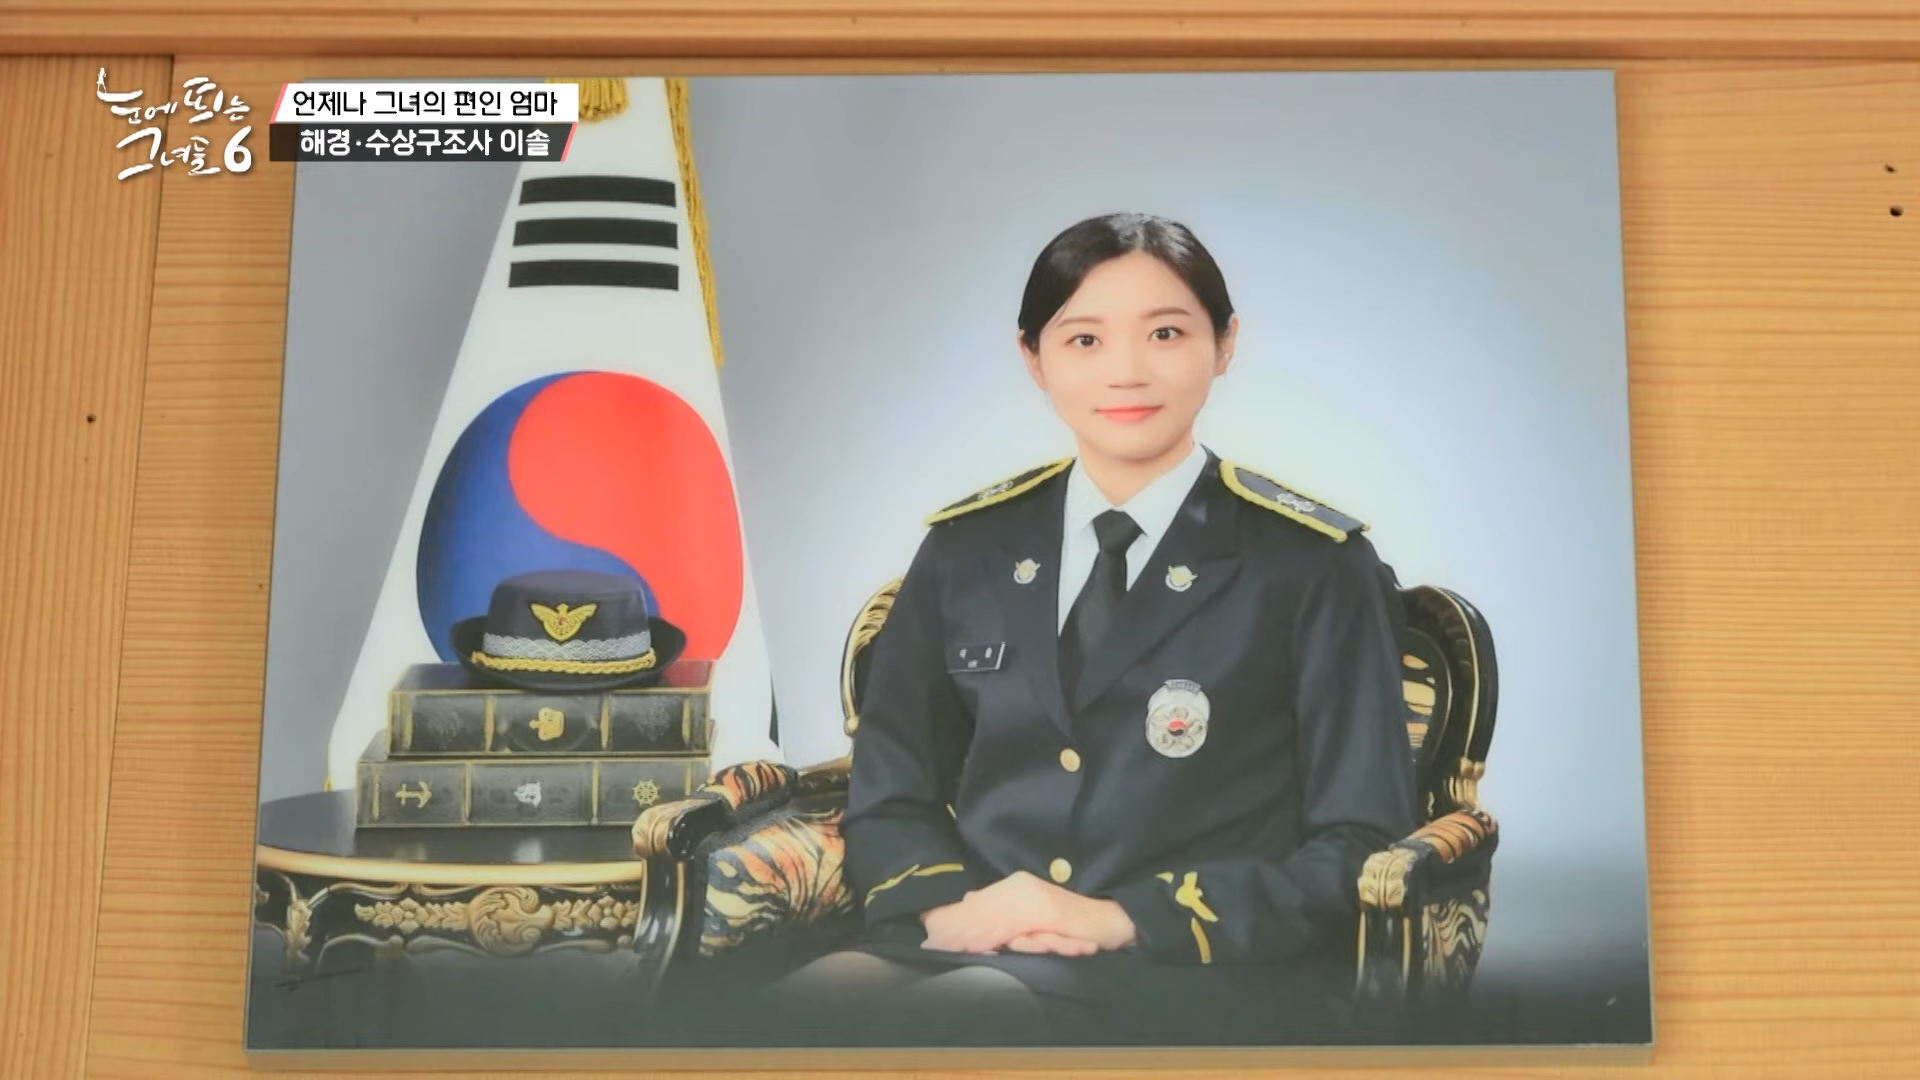 눈에 띄는
그녀들 6
언제나 그녀의 편인 엄마
해경·수상구조사 이솔